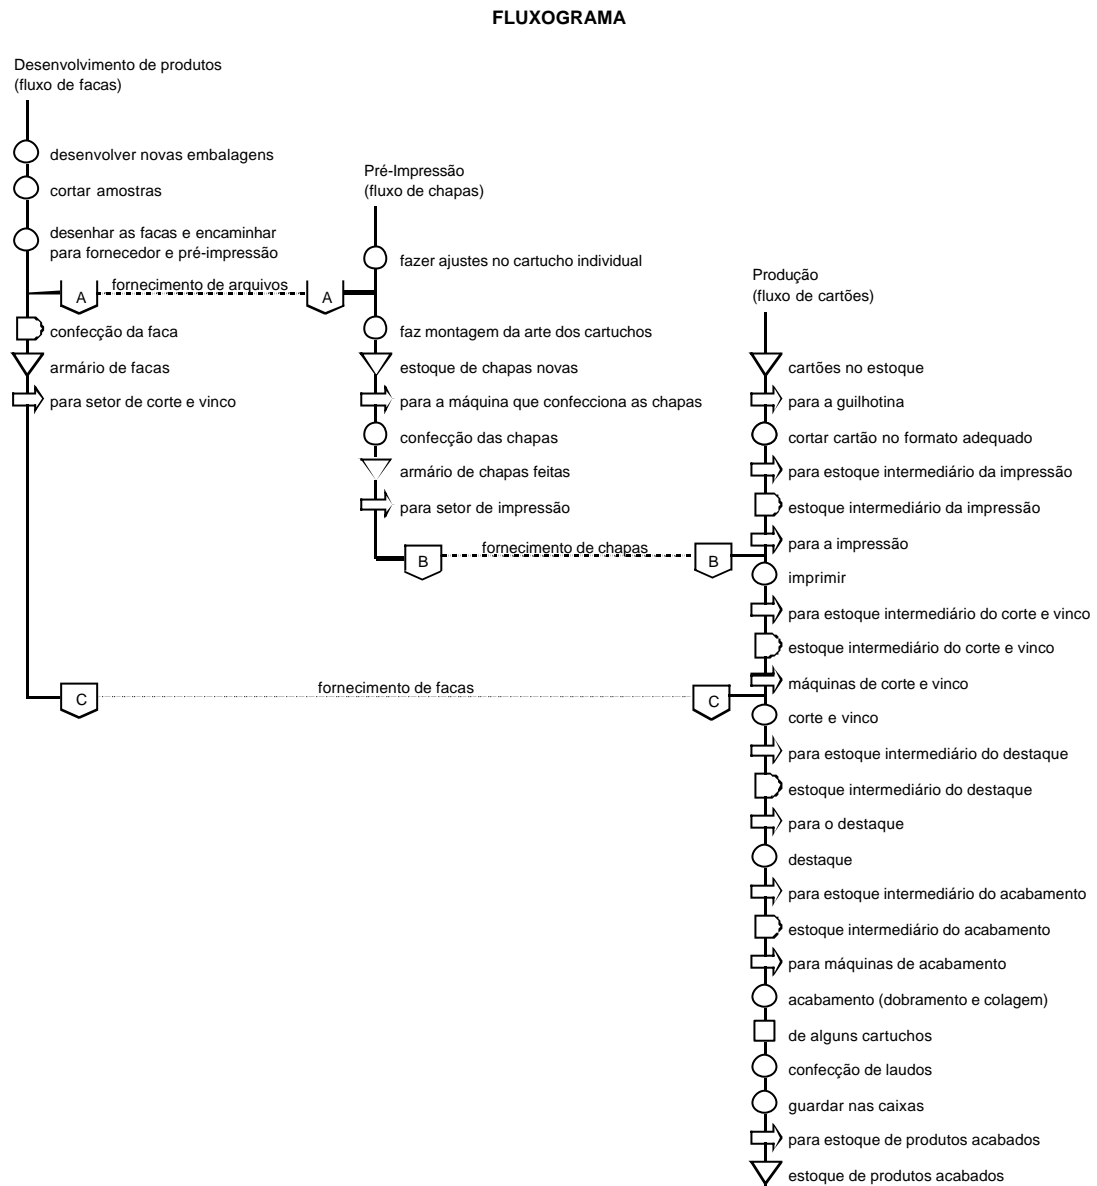 FLUXOGRAMA
Desenvolvimento de produtos
(fluxo de facas)
desenvolver novas embalagens
cortar amostras
desenhar as facas e encaminhar
para fornecedor e pré-impressão
A
fornecimento de arquivos
A
confecção da faca
armário de facas
para setor de corte e vinco
Pré-Impressão
(fluxo de chapas)
fazer ajustes no cartucho individual
faz montagem da arte dos cartuchos
estoque de chapas novas
para a máquina que confecciona as chapas
confecção das chapas
armário de chapas feitas
para setor de impressão
B
fornecimento de chapas
B
C
fornecimento de facas
C
Produção
(fluxo de cartões)
cartões no estoque
para a guilhotina
cortar cartão no formato adequado
para estoque intermediário da impressão
estoque intermediário da impressão
para a impressão
imprimir
para estoque intermediário do corte e vinco
estoque intermediário do corte e vinco
máquinas de corte e vinco
corte e vinco
para estoque intermediário do destaque
estoque intermediário do destaque
para o destaque
destaque
para estoque intermediário do acabamento
estoque intermediário do acabamento
para máquinas de acabamento
acabamento (dobramento e colagem)
de alguns cartuchos
confecção de laudos
guardar nas caixas
para estoque de produtos acabados
estoque de produtos acabados